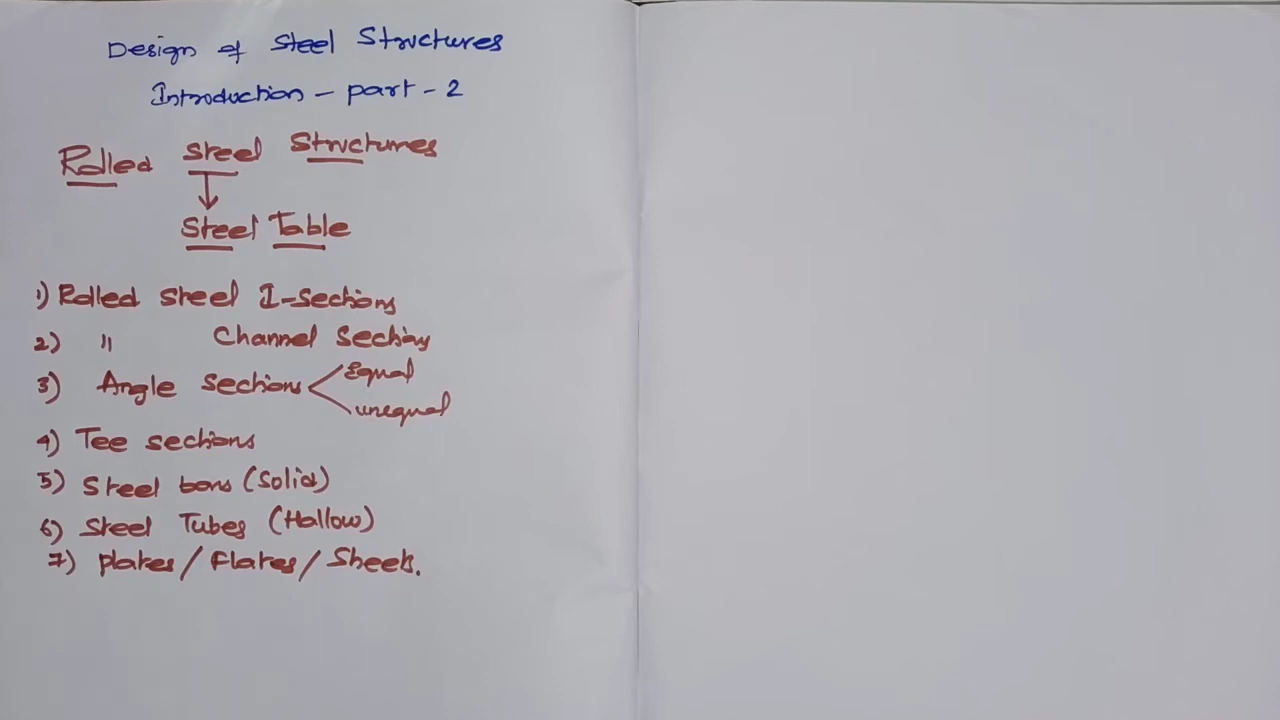 Design of Steel Structures
Introduction - part - 2
Rolled Steel Structures
Steel Table
1) Rolled Steel I-Sections
2) " Channel Sections
3) Angle Sections Equal
unequal
4) Tee sections
5) Steel bars (Solid)
6) Steel Tubes (Hallow)
7) plates / Flates / Sheets.